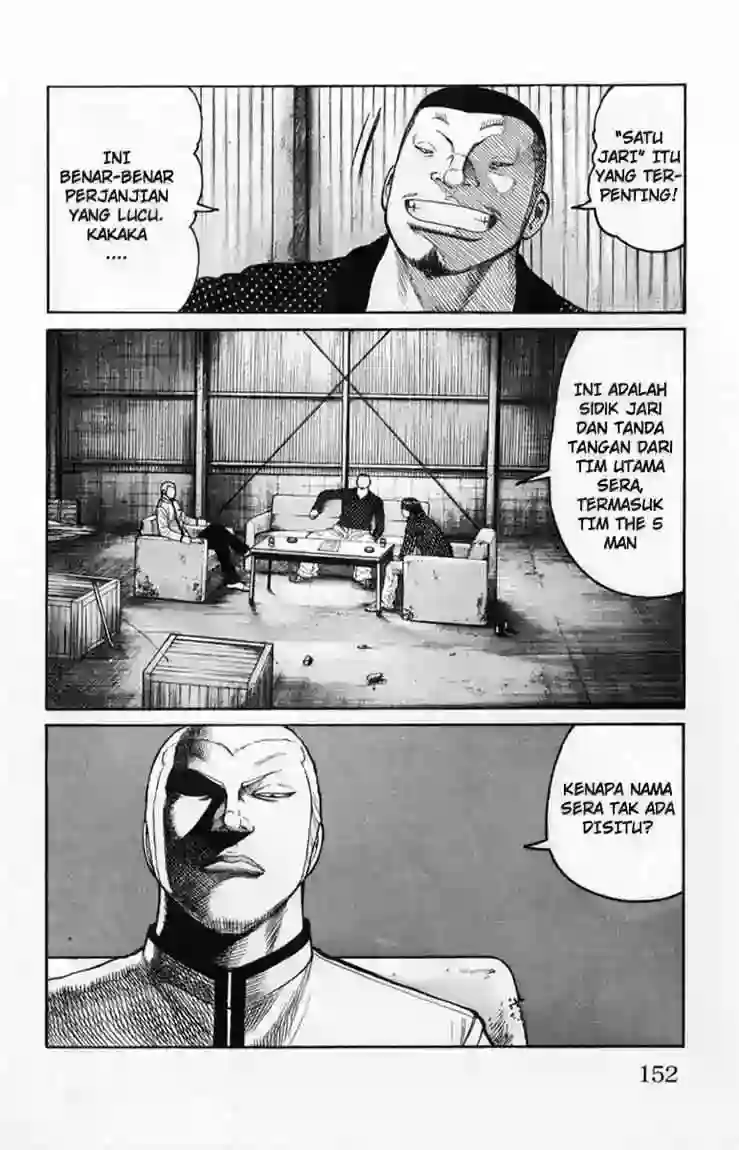 "SATU
JARI" ITU
YANG TER-
PENTING!
INI
BENAR-BENAR
PERJANJIAN
YANG LUCU.
KAKAKA
....
INI ADALAH
SIDIK JARI
DAN TANDA
TANGAN DARI
TIM UTAMA
SERA,
TERMASUK
TIM THE 5
MAN
KENAPA NAMA
SERA TAK ADA
DISITU?
152